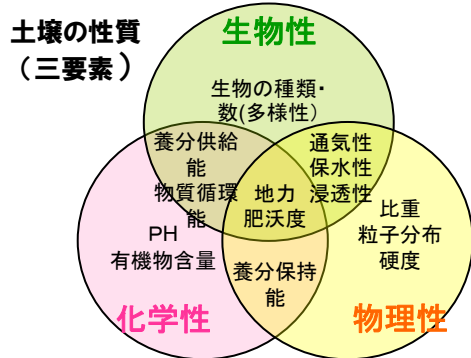 土壌の性質
（三要素）
生物性
生物の種類・
数(多様性）
養分供給
能
物質循環
能
通気性
保水性
浸透性
地力
肥沃度
PH
有機物含量
比重
粒子分布
硬度
養分保持
能
化学性
物理性